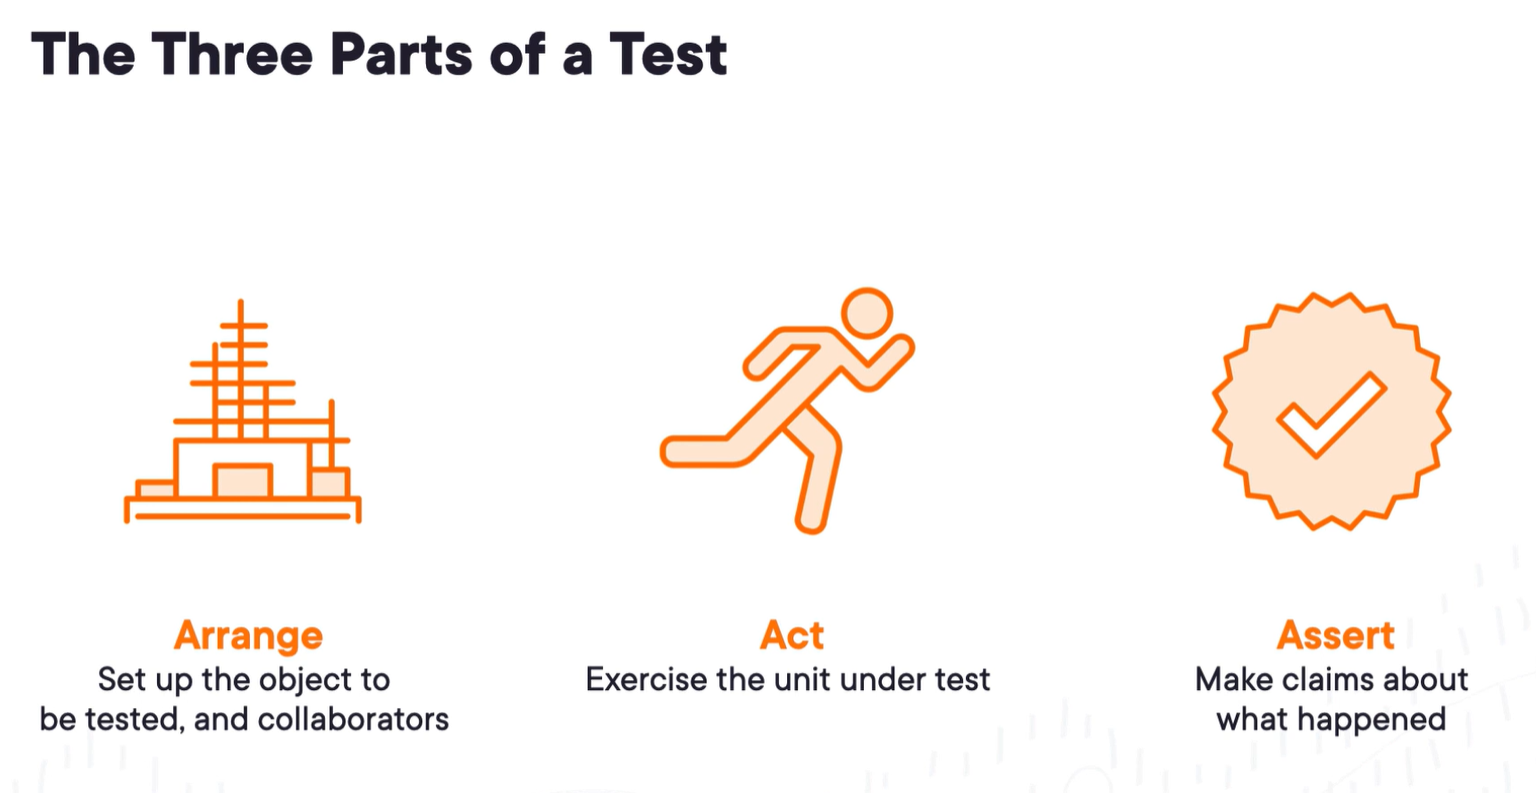 The Three Parts of a Test
Arrange
Set up the object to
be tested, and collaborators
Act
Exercise the unit under test
Assert
Make claims about
what happened